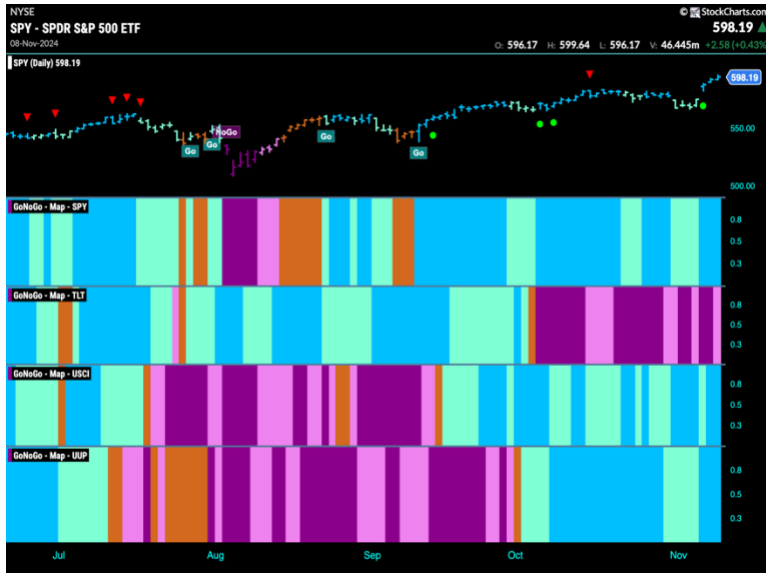 NYSE
© StockCharts.com
SPY - SPDR S&P 500 ETF
598.19
08-Nov-2024
O: 596.17 H: 599.64 L: 596.17 V: 46.445m +2.58 (+0.43%
SPY (Daily) 598.19
598.19
NoGo
550.00
Go
Go
Go
Go
500.00
GoNoGo - Map - SPY
0.8
0.5
0.3
GoNoGo - Map - TLT
0.8
0.5
0.3
GoNoGo - Map - USCI
0.8
0.5
0.3
GoNoGo - Map - UUP
0.8
0.5
0.3
Jul Aug Sep Oct Nov